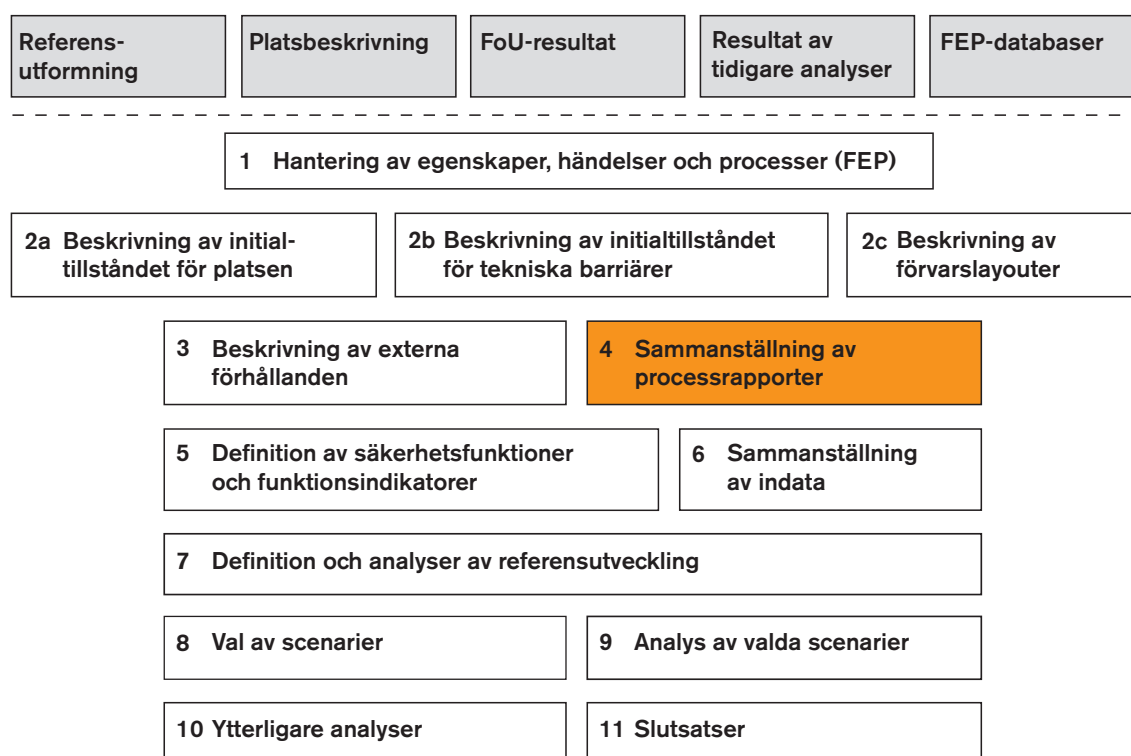 Referens-
utformning
Platsbeskrivning
FoU-resultat
Resultat av
tidigare analyser
FEP-databaser
1 Hantering av egenskaper, händelser och processer (FEP)
2a Beskrivning av initial-
tillståndet för platsen
2b Beskrivning av initialtillståndet
för tekniska barriärer
2c Beskrivning av
förvarslayouter
3 Beskrivning av externa
förhållanden
4 Sammanställning av
processrapporter
5 Definition av säkerhetsfunktioner
och funktionsindikatorer
6 Sammanställning
av indata
7 Definition och analyser av referensutveckling
8 Val av scenarier
9 Analys av valda scenarier
10 Ytterligare analyser
11 Slutsatser